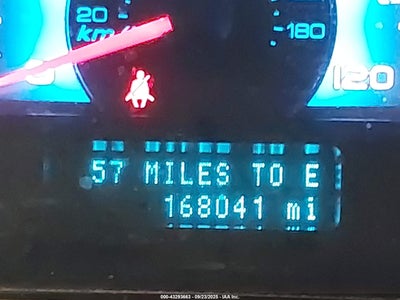 20
km/
180
120
57 MILES TO E
168041 mi
000-43293663 - 09/23/2025 - IAA Inc.